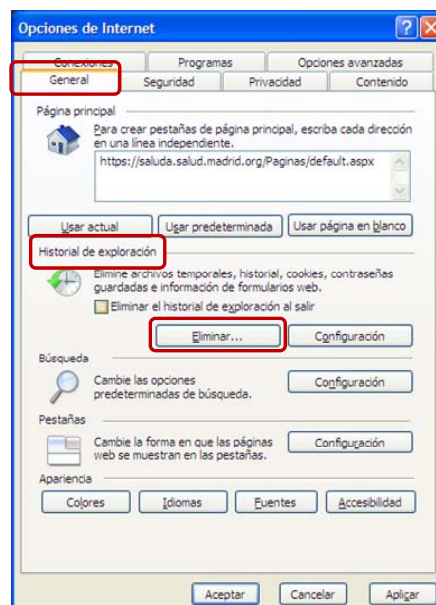 Opciones de Internet
Conexiones Programas Opciones avanzadas
General Seguridad Privacidad Contenido
Página principal
Para crear pestañas de página principal, escriba cada dirección
en una línea independiente.
https://saluda.salud.madrid.org/Paginas/default.aspx
Usar actual Usar predeterminada Usar página en blanco
Historial de exploración
Elimine archivos temporales, historial, cookies, contraseñas
guardadas e información de formularios web.
Eliminar el historial de exploración al salir
Eliminar... Configuración
Búsqueda
Cambie las opciones
predeterminadas de búsqueda.
Configuración
Pestañas
Cambie la forma en que las páginas
web se muestran en las pestañas.
Configuración
Apariencia
Colores Idiomas Fuentes Accesibilidad
Aceptar Cancelar Aplicar